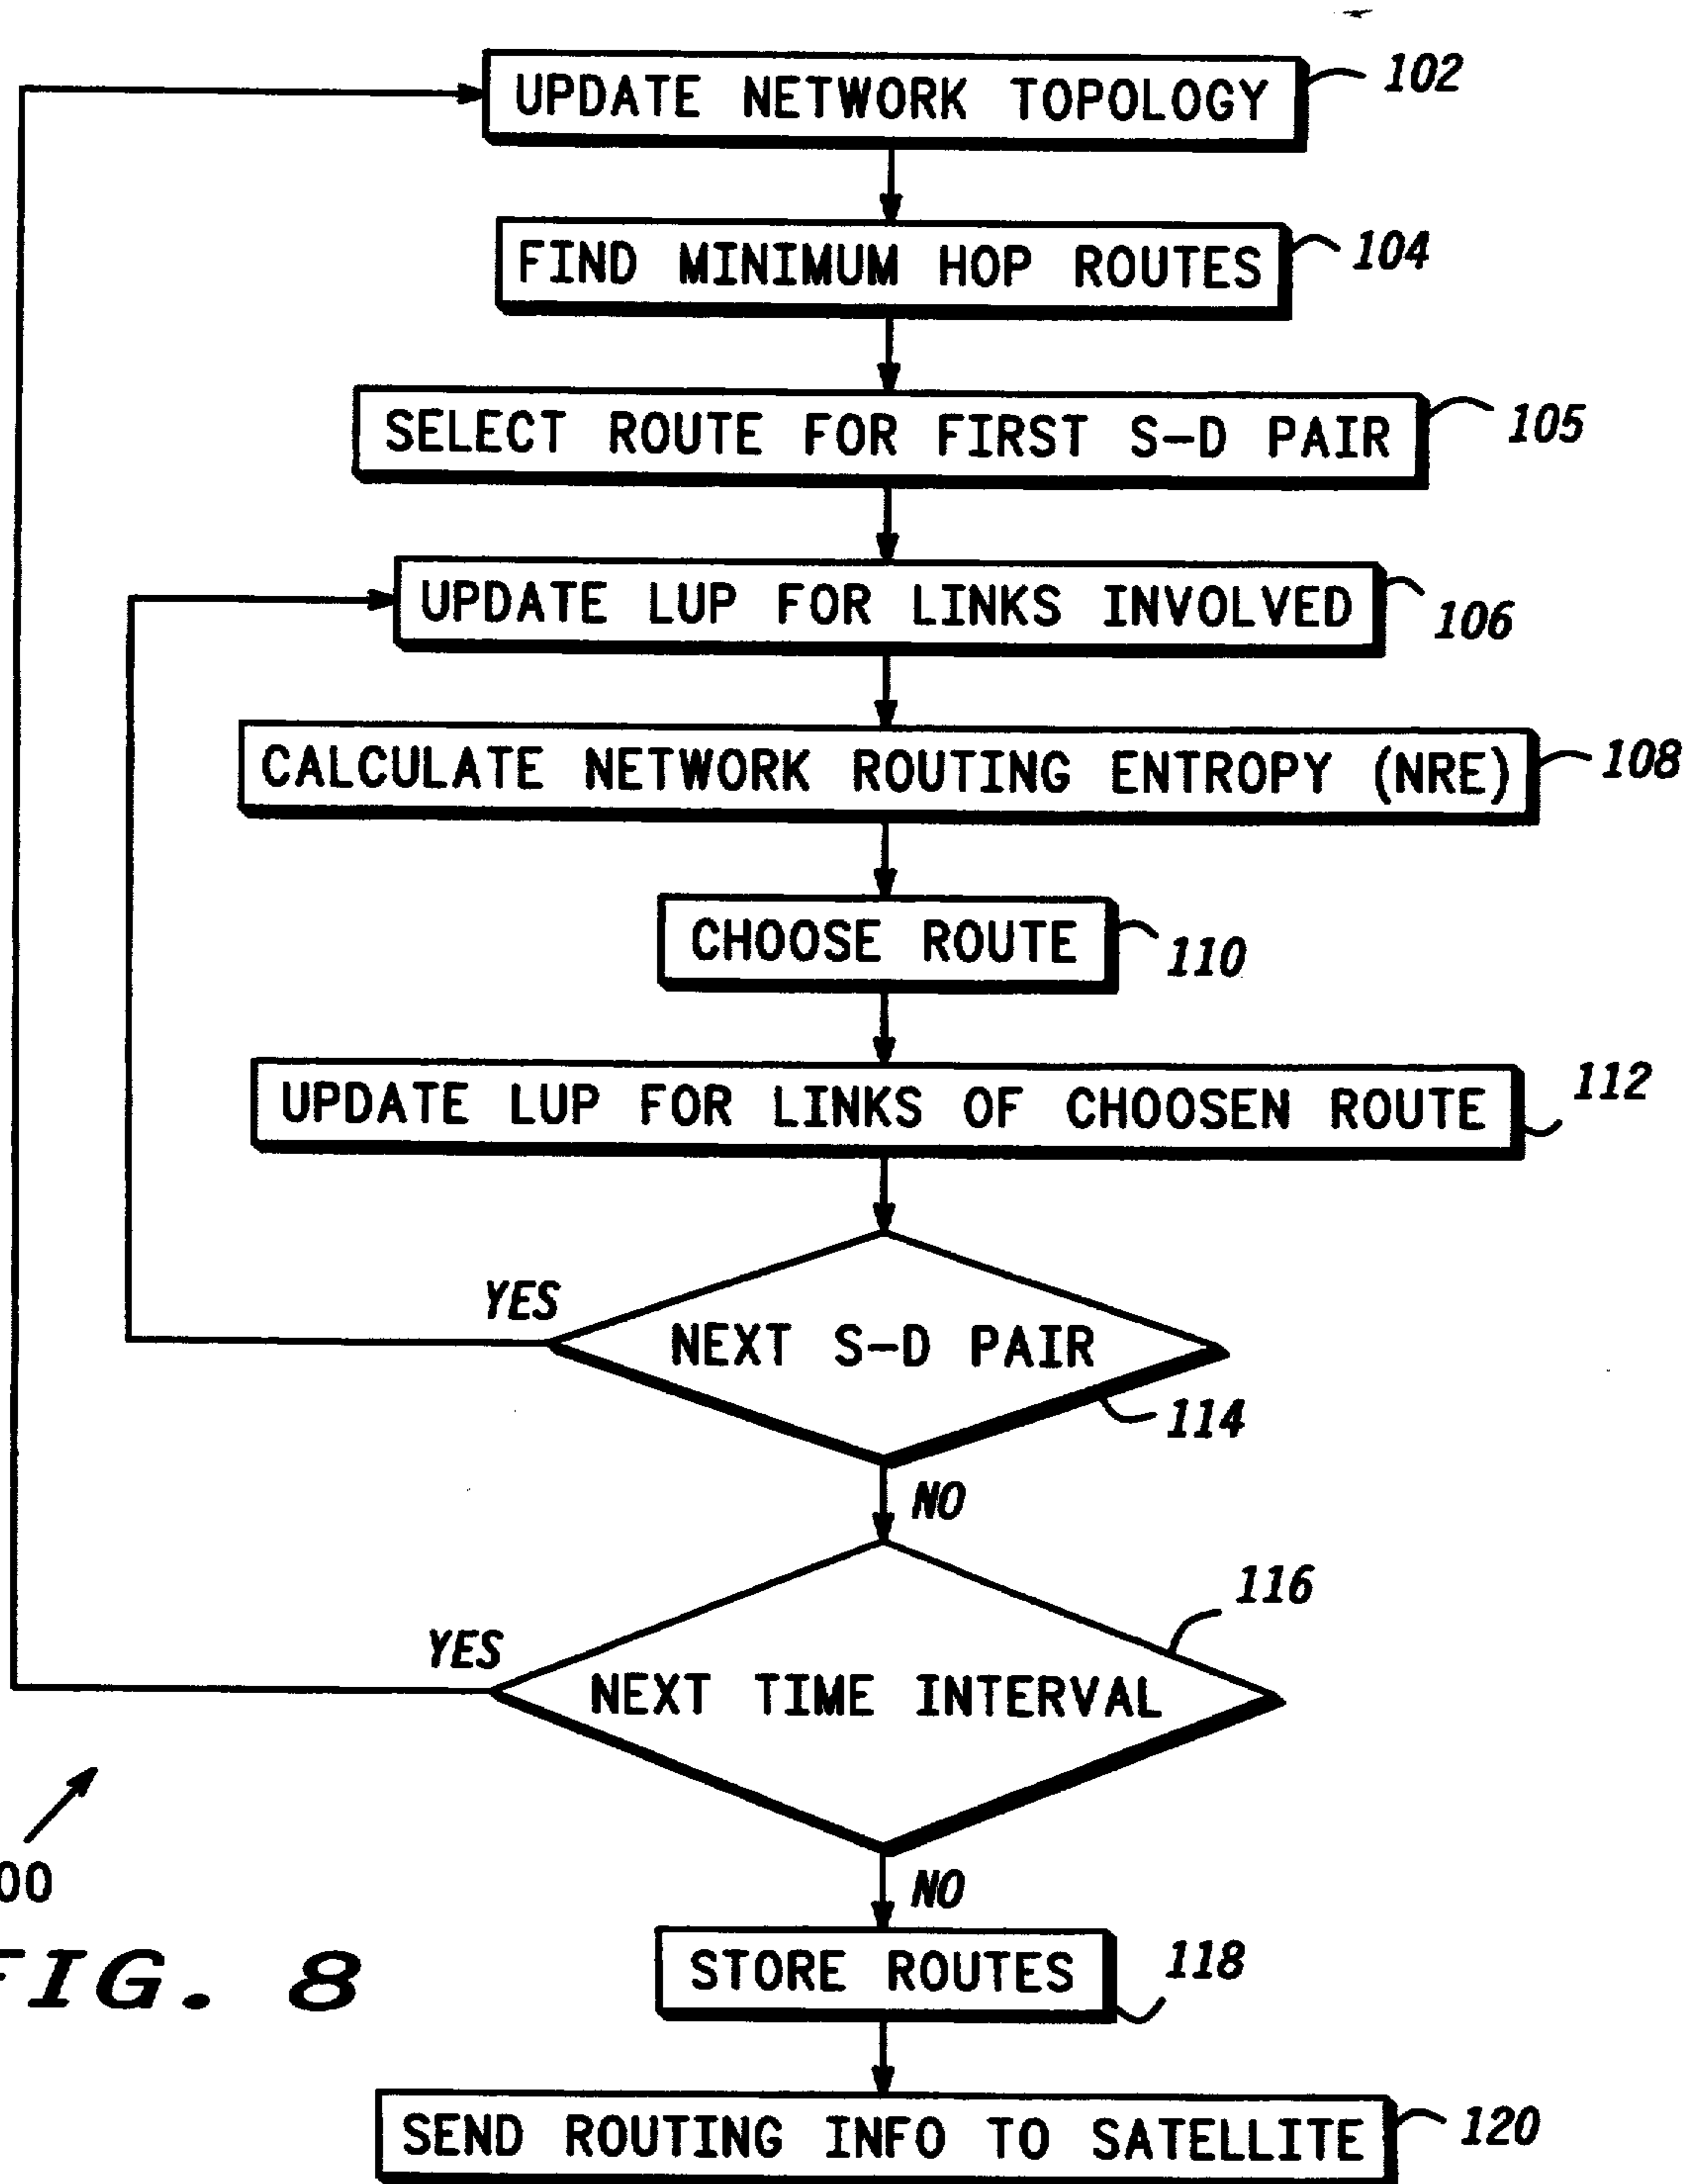 UPDATE NETWORK TOPOLOGY
102
FIND MINIMUM HOP ROUTES
104
SELECT ROUTE FOR FIRST S-D PAIR
105
UPDATE LUP FOR LINKS INVOLVED
106
CALCULATE NETWORK ROUTING ENTROPY (NRE)
108
CHOOSE ROUTE
110
UPDATE LUP FOR LINKS OF CHOOSEN ROUTE
112
YES
NEXT S-D PAIR
114
NO
116
YES
NEXT TIME INTERVAL
00
NO
FIG. 8
STORE ROUTES
118
SEND ROUTING INFO TO SATELLITE
120